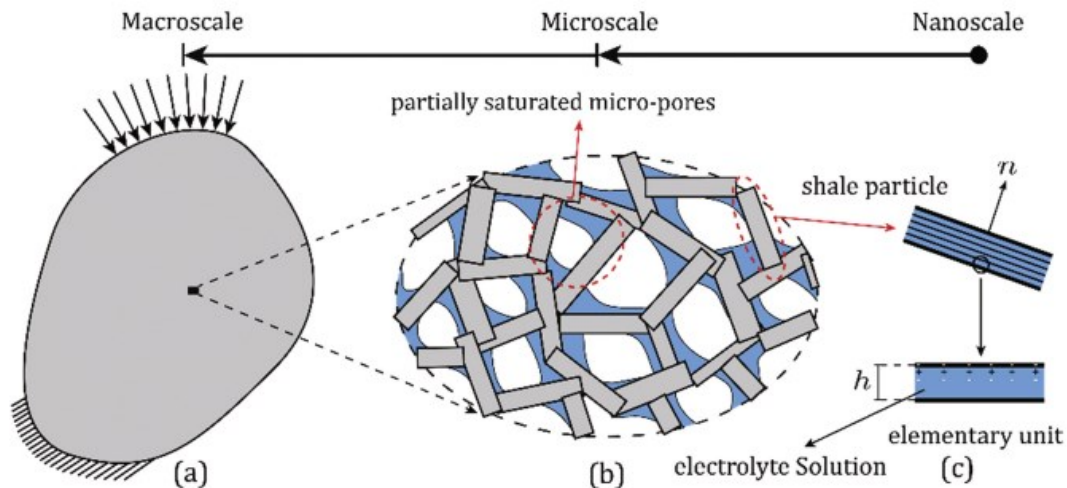 Macroscale
Microscale
Nanoscale
partially saturated micro-pores
n
shale particle
h
elementary unit
electrolyte Solution
(a)
(b)
(c)